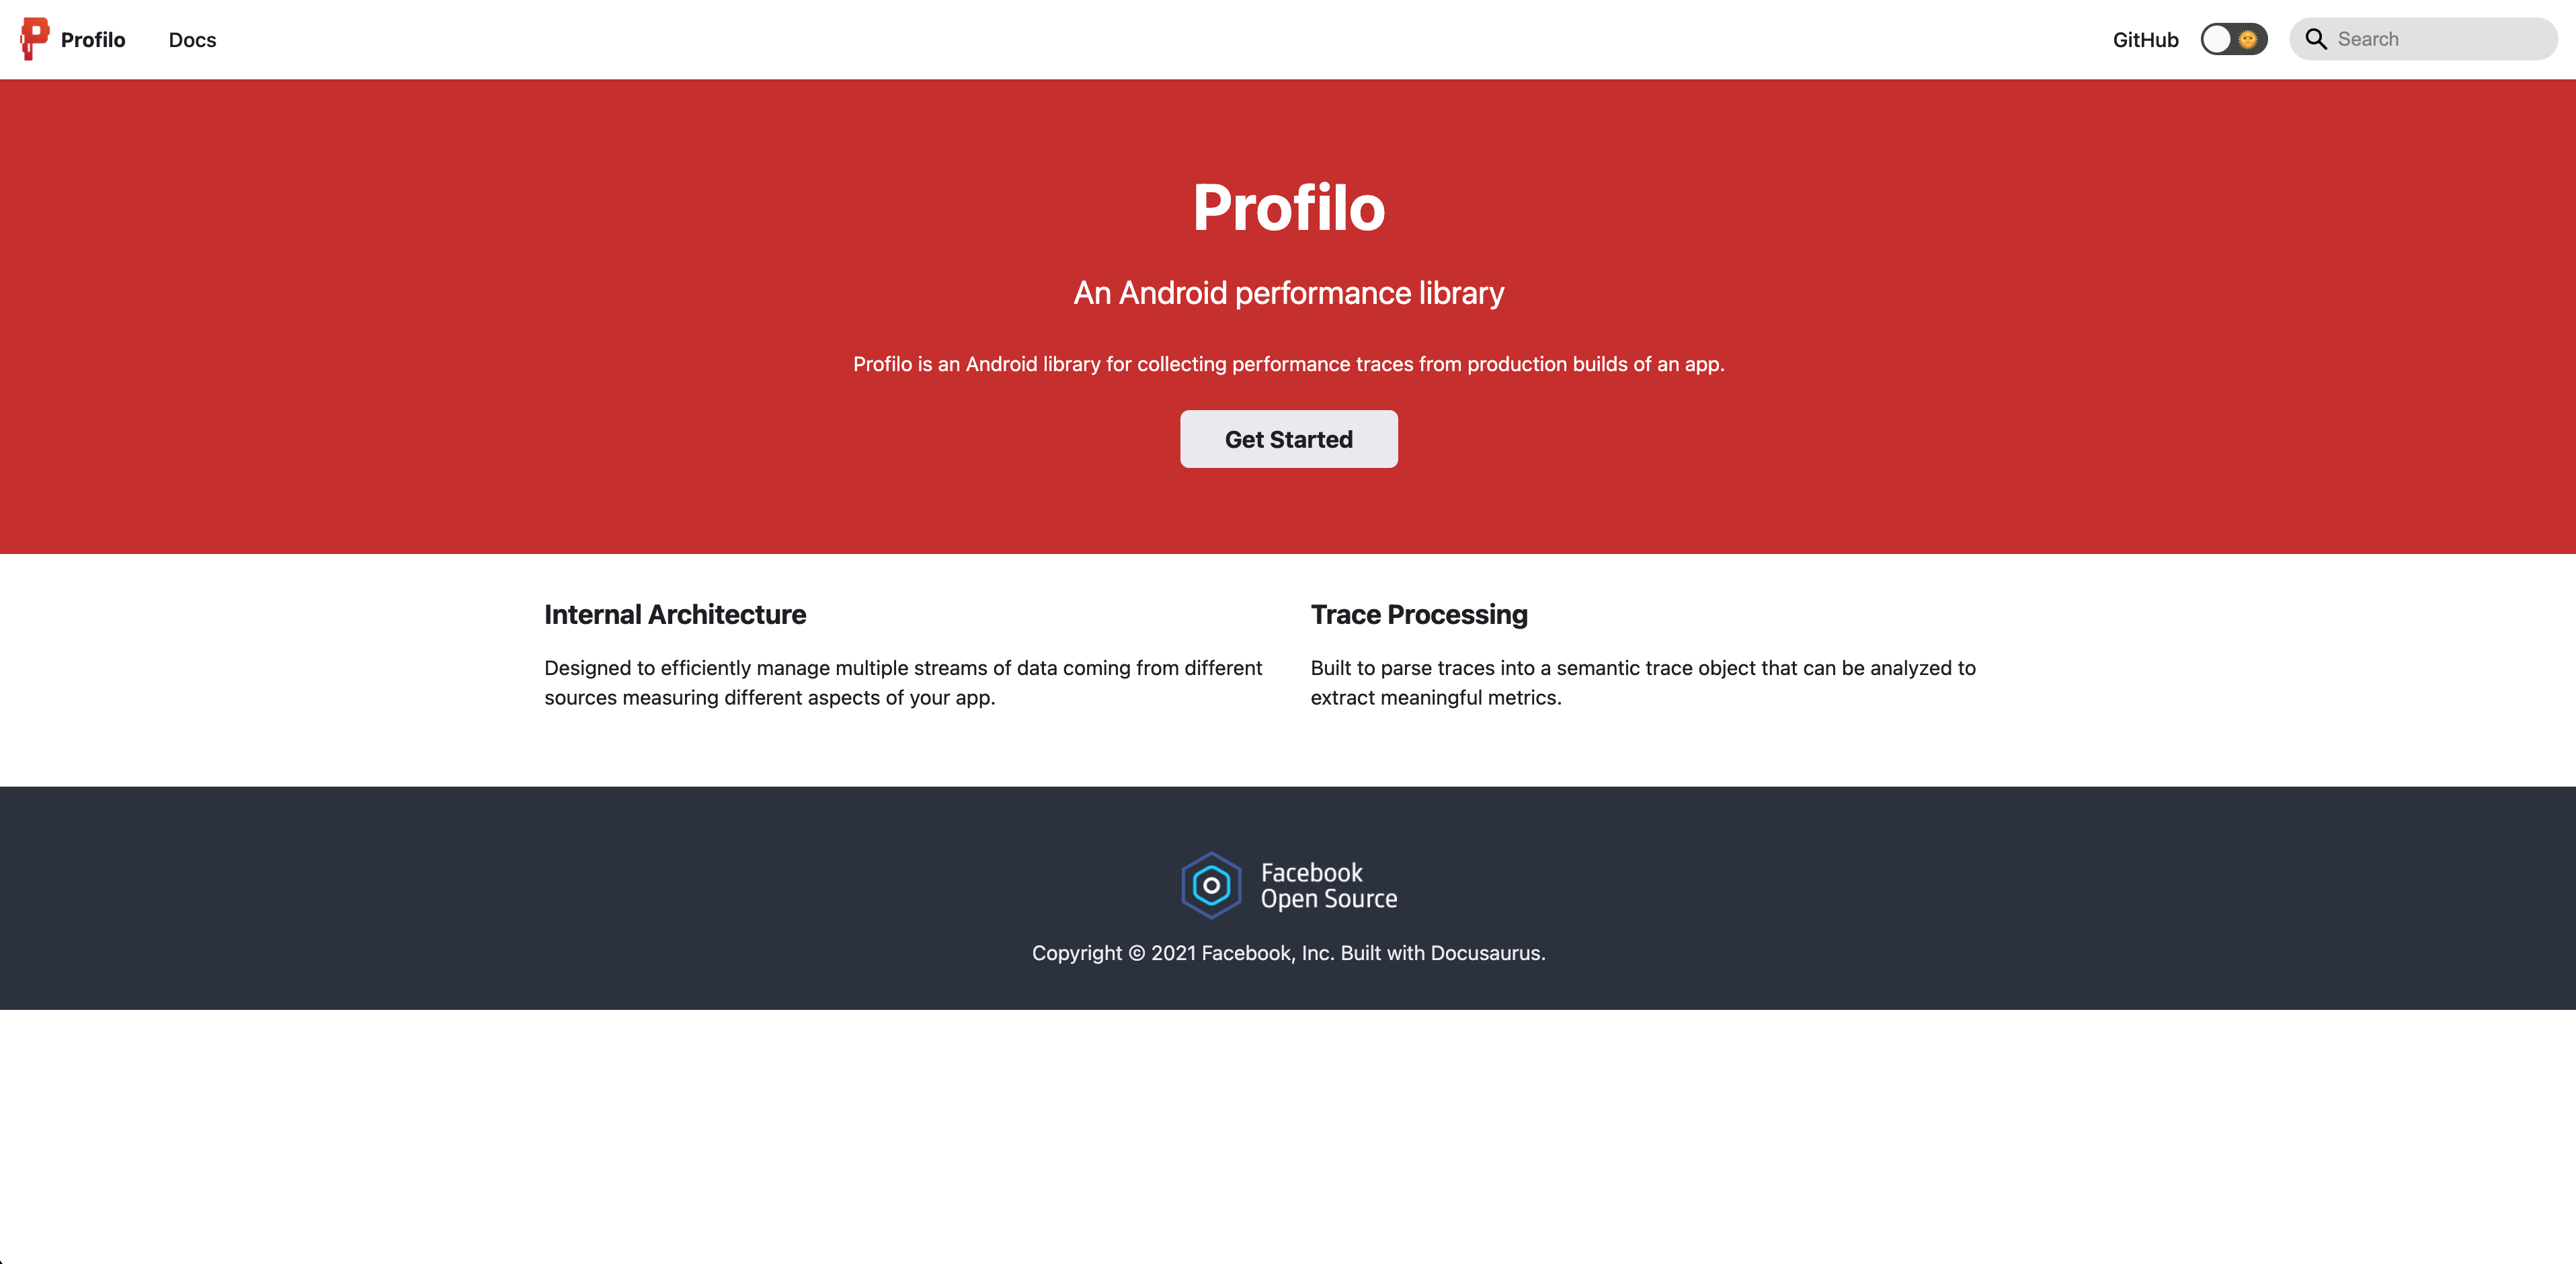 Profilo
Docs
GitHub
Search
Profilo
An Android performance library
Profilo is an Android library for collecting performance traces from production builds of an app.
Get Started
Internal Architecture
Designed to efficiently manage multiple streams of data coming from different
sources measuring different aspects of your app.
Trace Processing
Built to parse traces into a semantic trace object that can be analyzed to
extract meaningful metrics.
Facebook
Open Source
Copyright © 2021 Facebook, Inc. Built with Docusaurus.